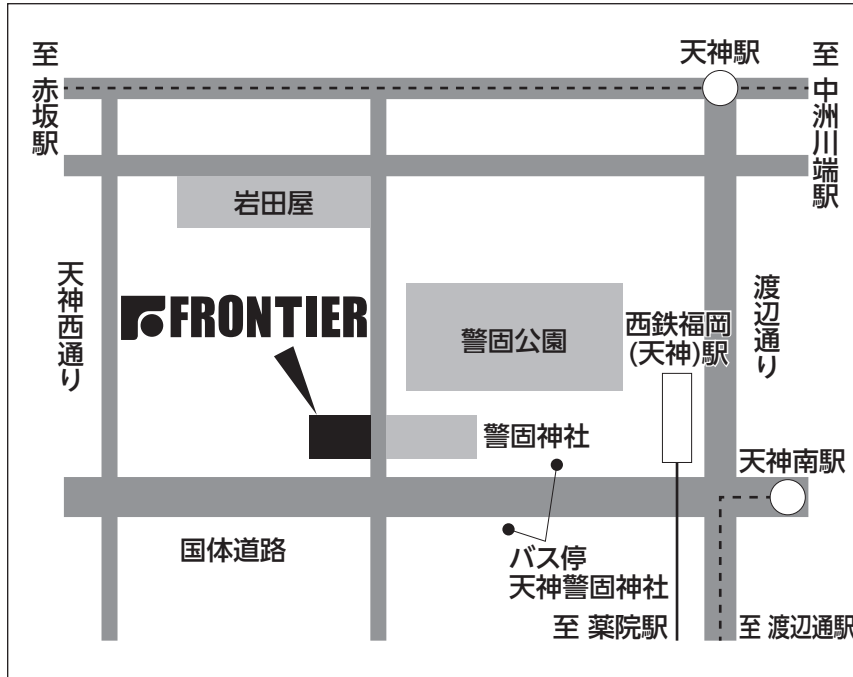 天神駅
至 赤坂駅
至 中洲川端駅
岩田屋
天神西通り
FRONTIER
警固公園
西鉄福岡
(天神)駅
渡辺通り
警固神社
天神南駅
国体道路
バス停
天神警固神社
至 薬院駅
至 渡辺通駅